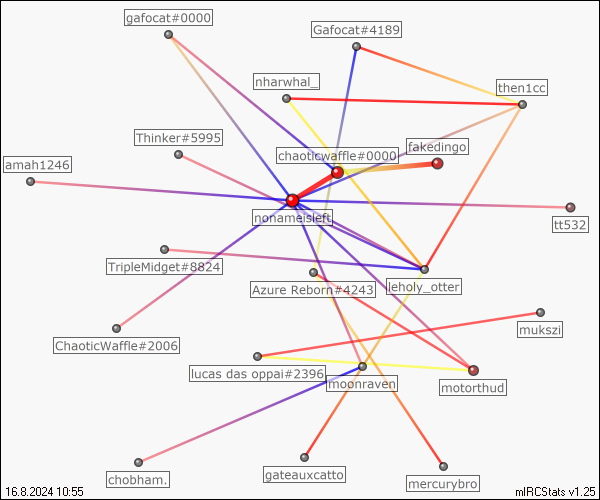 gafocat#0000
Gafocat#4189
nharwhal_
then1cc
Thinker#5995
fakedingo
chaoticwaffle#0000
amah1246
nonameisleft
tt532
TripleMidget#8824
leholy_otter
Azure Reborn#4243
mukszi
ChaoticWaffle#2006
lucas das oppai#2396
moonraven
motorthud
chobham.
gateauxcatto
mercurybro
16.8.2024 10:55
mIRCStats v1.25